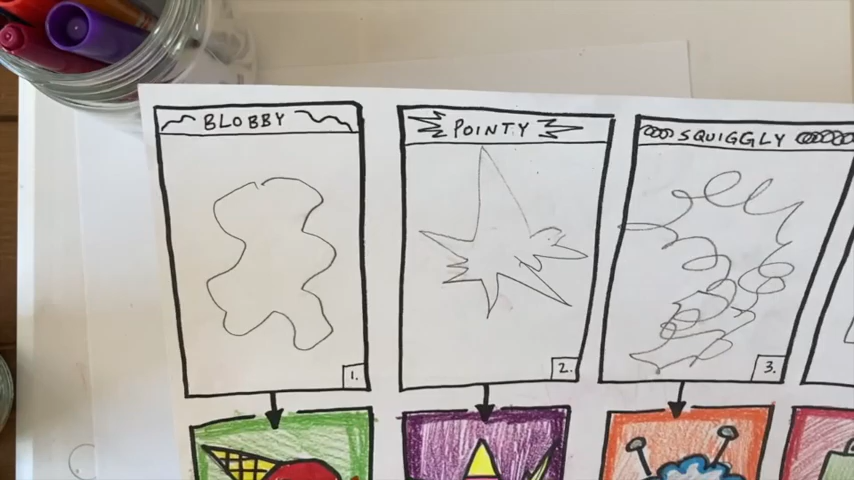 BLOBBY
POINTY
SQUIGGLY
1.
2.
3.